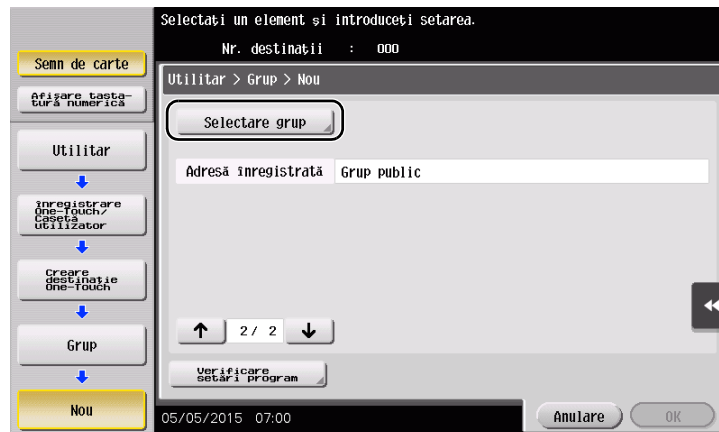 Selectați un element și introduceți setarea.
Nr. destinații : 000
Semn de carte
Afișare tasta-
tură numerică
Utilitar
Înregistrare
One-Touch/
Casetă
utilizator
Creare
destinație
One-Touch
Grup
Nou
Utilitar > Grup > Nou
Selectare grup
Adresă înregistrată Grup public
↑ 2/ 2 ↓
Verificare
setări program
05/05/2015 07:00
Anulare
OK